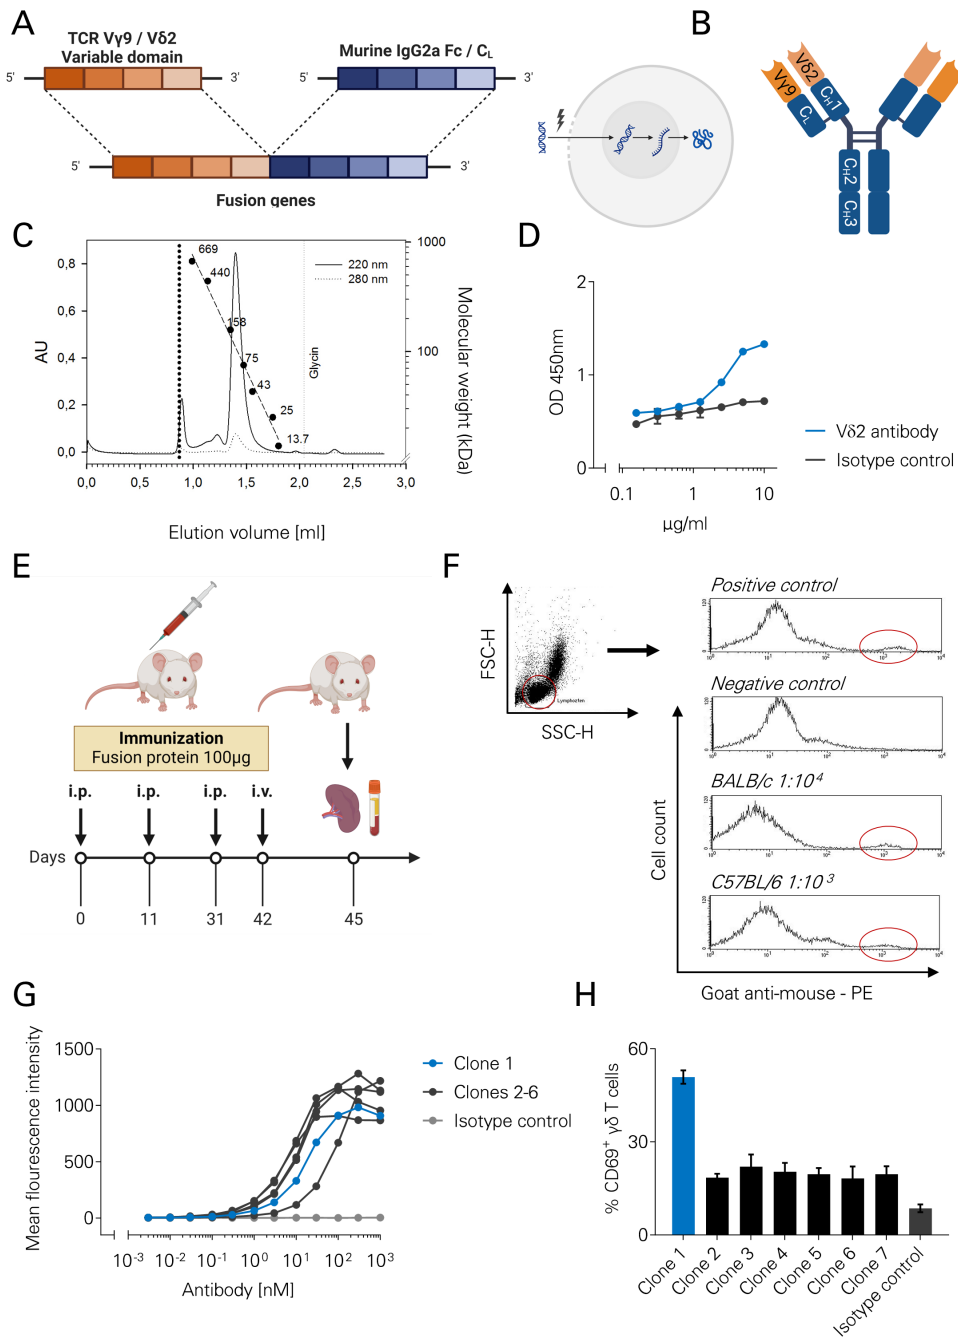 A
TCR Vγ9 / Vδ2
Variable domain
Murine IgG2a Fc / CL
5'
3'
5'
3'
5'
3'
Fusion genes
B
Vγ9
Vδ2
CL
CH1
CH2
CH3
C
AU
0,8
0,6
0,4
0,2
0,0
669
440
158
75
43
25
13.7
220 nm
280 nm
Glycin
1000
100
Molecular weight (kDa)
0,0 0,5 1,0 1,5 2,0 2,5 3,0
Elution volume [ml]
D
OD 450nm
2
1
0
0.1 1 10
µg/ml
Vδ2 antibody
Isotype control
E
Immunization
Fusion protein 100µg
i.p. i.p. i.p. i.v.
Days
0 11 31 42 45
F
FSC-H
SSC-H
Lymphozten
Positive control
Negative control
BALB/c 1:10⁴
C57BL/6 1:10³
Cell count
Goat anti-mouse - PE
G
Mean flourescence intensity
1500
1000
500
0
10⁻³ 10⁻² 10⁻¹ 10⁰ 10¹ 10² 10³
Antibody [nM]
Clone 1
Clones 2-6
Isotype control
H
% CD69⁺ γδ T cells
60
30
0
Clone 1
Clone 2
Clone 3
Clone 4
Clone 5
Clone 6
Clone 7
Isotype control